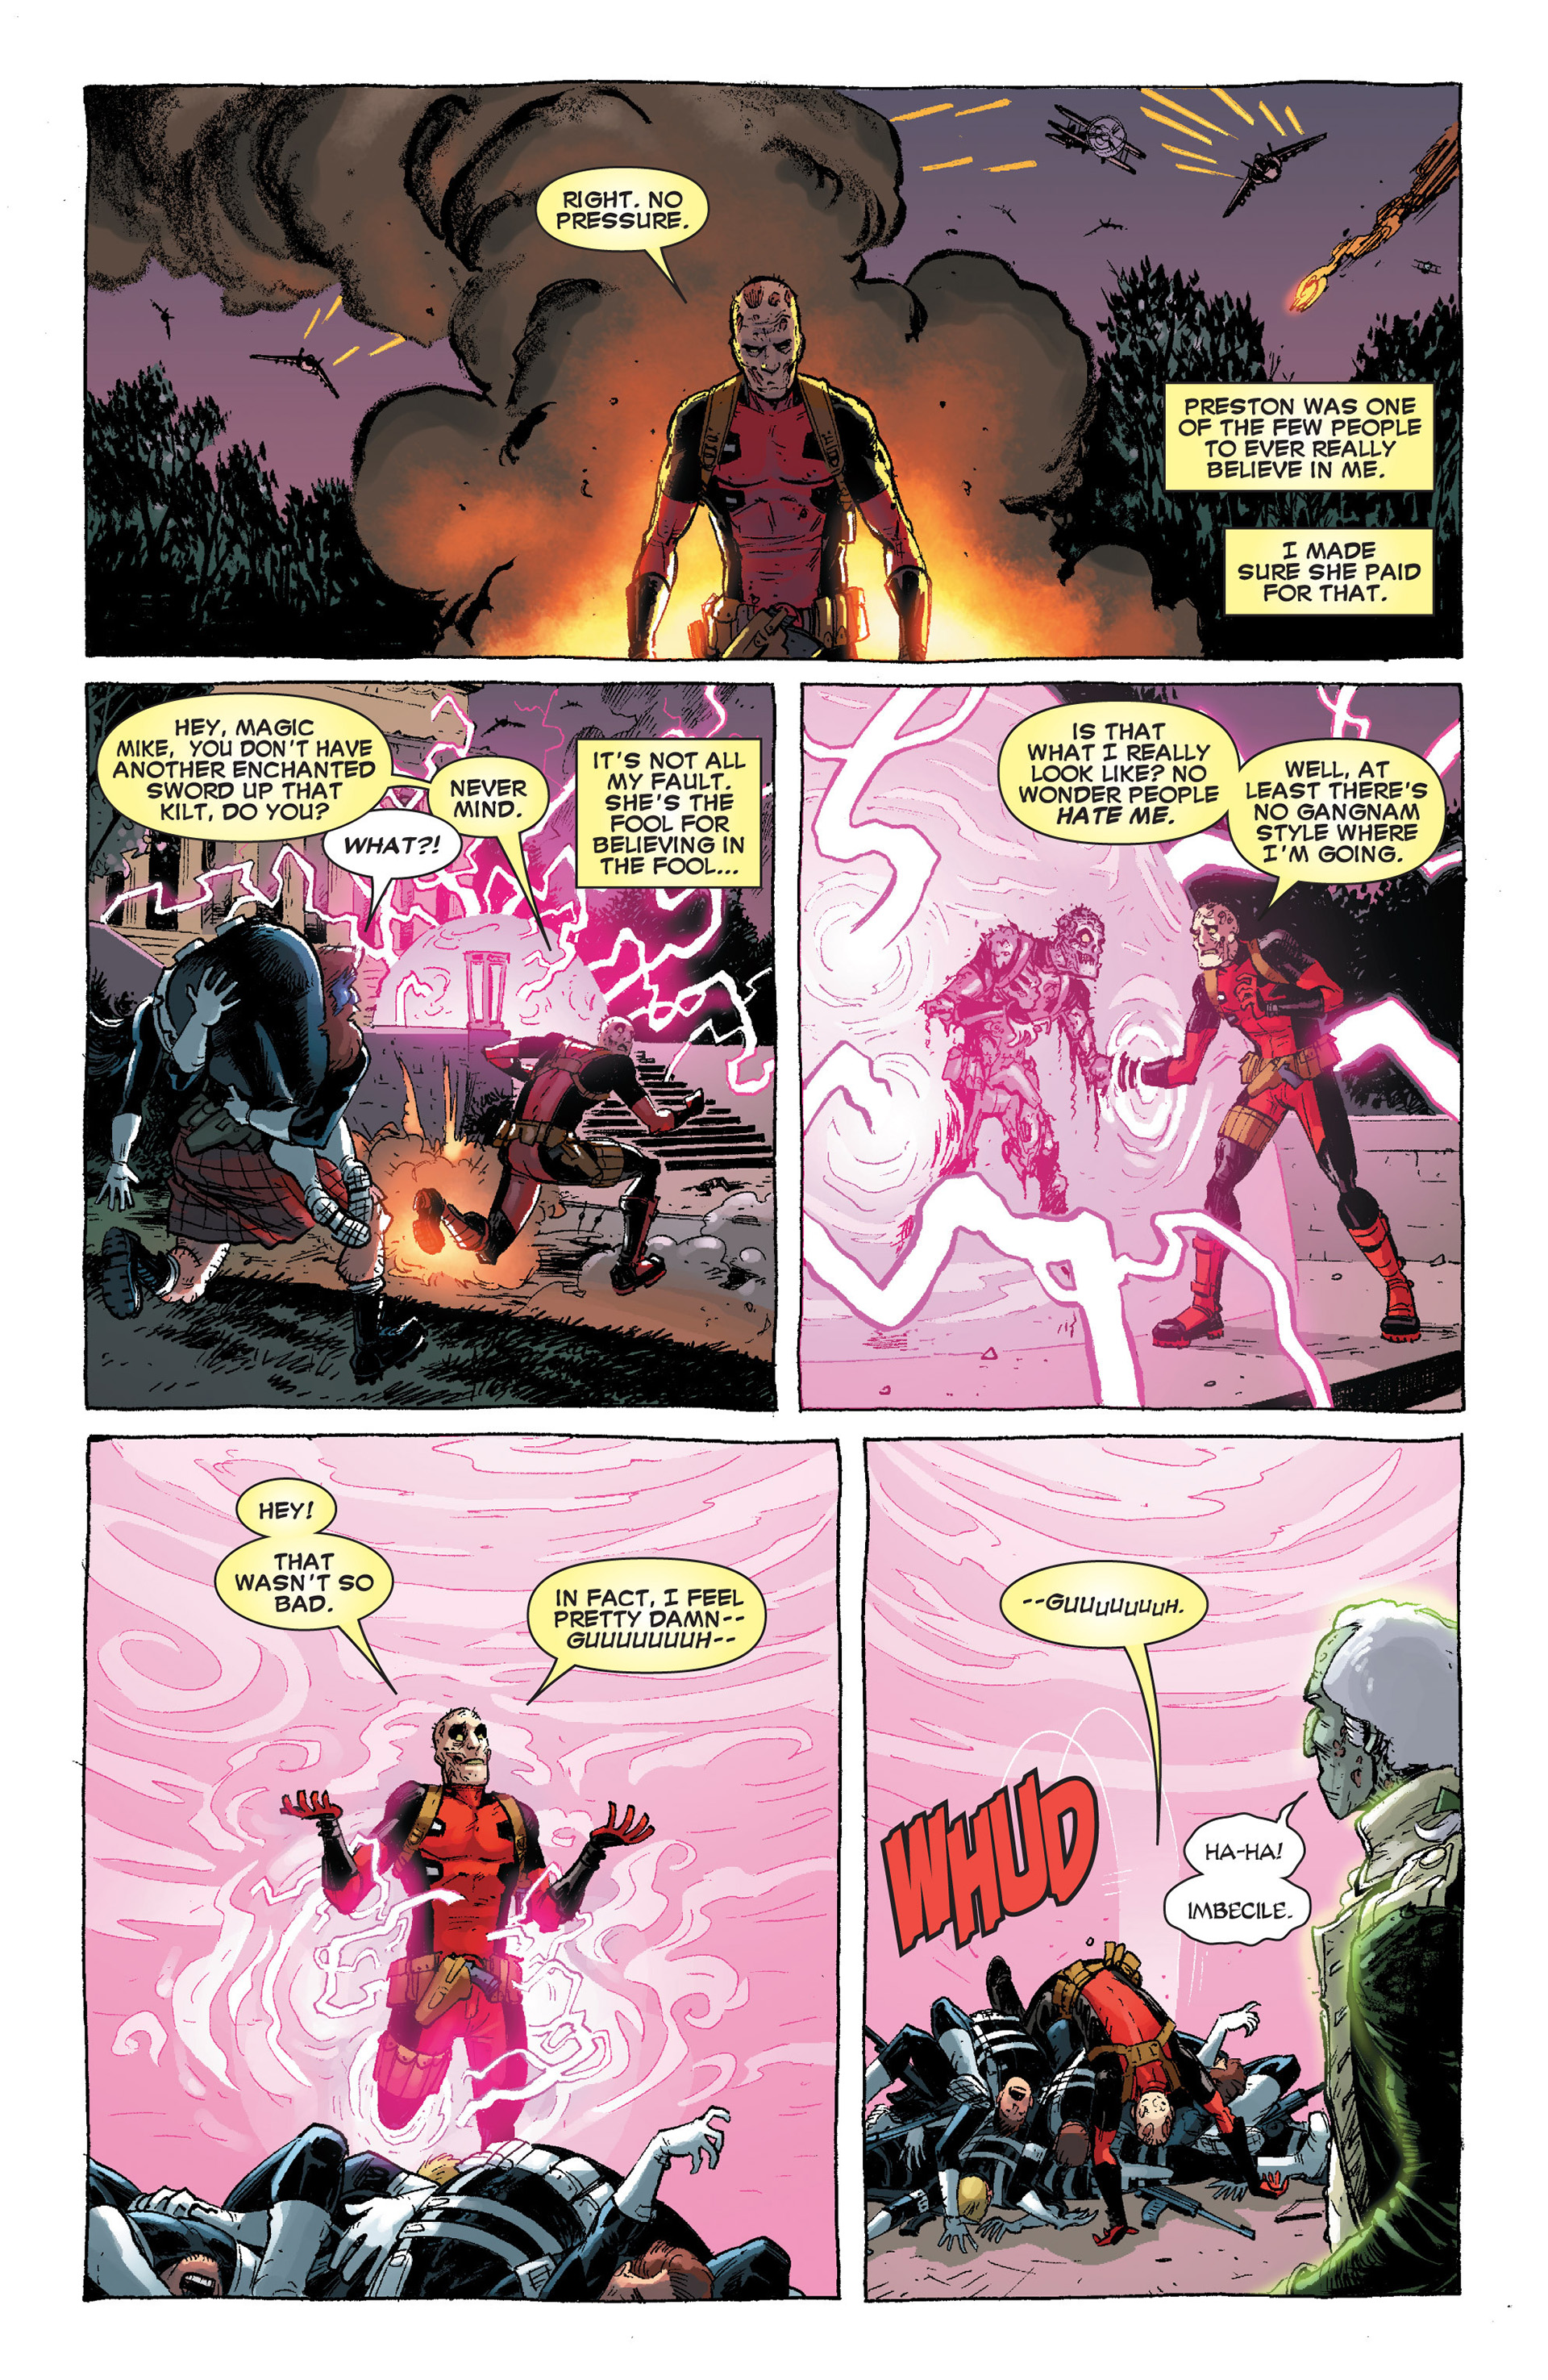 RIGHT. NO
PRESSURE.
PRESTON WAS ONE
OF THE FEW PEOPLE
TO EVER REALLY
BELIEVE IN ME.
I MADE
SURE SHE PAID
FOR THAT.
HEY, MAGIC
MIKE, YOU DON'T HAVE
ANOTHER ENCHANTED
SWORD UP THAT
KILT, DO YOU?
WHAT?!
NEVER
MIND.
IT'S NOT ALL
MY FAULT.
SHE'S THE
FOOL FOR
BELIEVING IN
THE FOOL...
IS THAT
WHAT I REALLY
LOOK LIKE? NO
WONDER PEOPLE
HATE ME.
WELL, AT
LEAST THERE'S
NO GANGNAM
STYLE WHERE
I'M GOING.
HEY!
THAT
WASN'T SO
BAD.
IN FACT, I FEEL
PRETTY DAMN--
GUUUUUUUH--
--GUUUUUUUH.
WHUD
HA-HA!
IMBECILE.